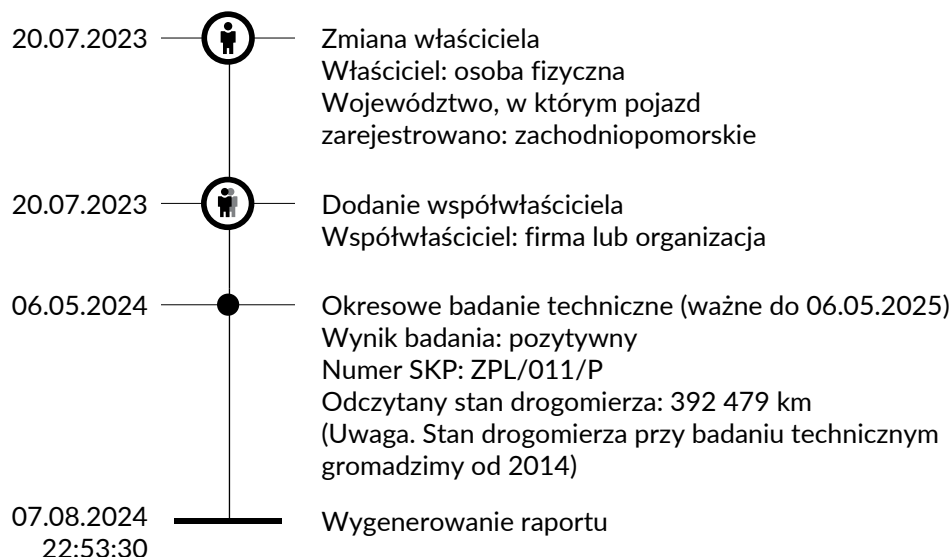 20.07.2023
Zmiana właściciela
Właściciel: osoba fizyczna
Województwo, w którym pojazd
zarejestrowano: zachodniopomorskie
20.07.2023
Dodanie współwłaściciela
Współwłaściciel: firma lub organizacja
06.05.2024
Okresowe badanie techniczne (ważne do 06.05.2025)
Wynik badania: pozytywny
Numer SKP: ZPL/011/P
Odczytany stan drogomierza: 392 479 km
(Uwaga. Stan drogomierza przy badaniu technicznym
gromadzimy od 2014)
07.08.2024
22:53:30
Wygenerowanie raportu